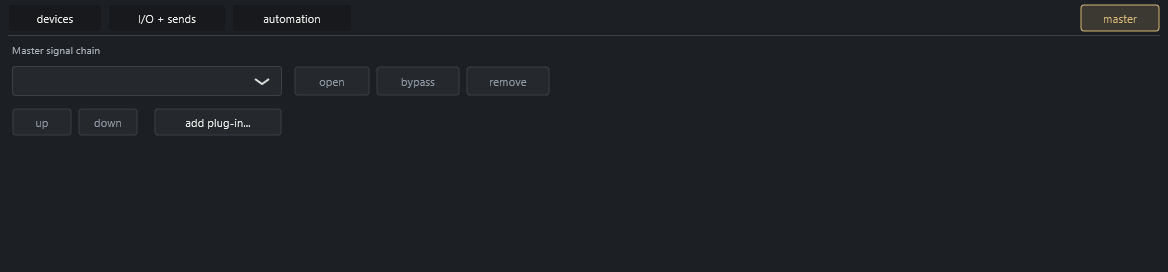 devices I/O + sends automation master
Master signal chain
open bypass remove
up down add plug-in...